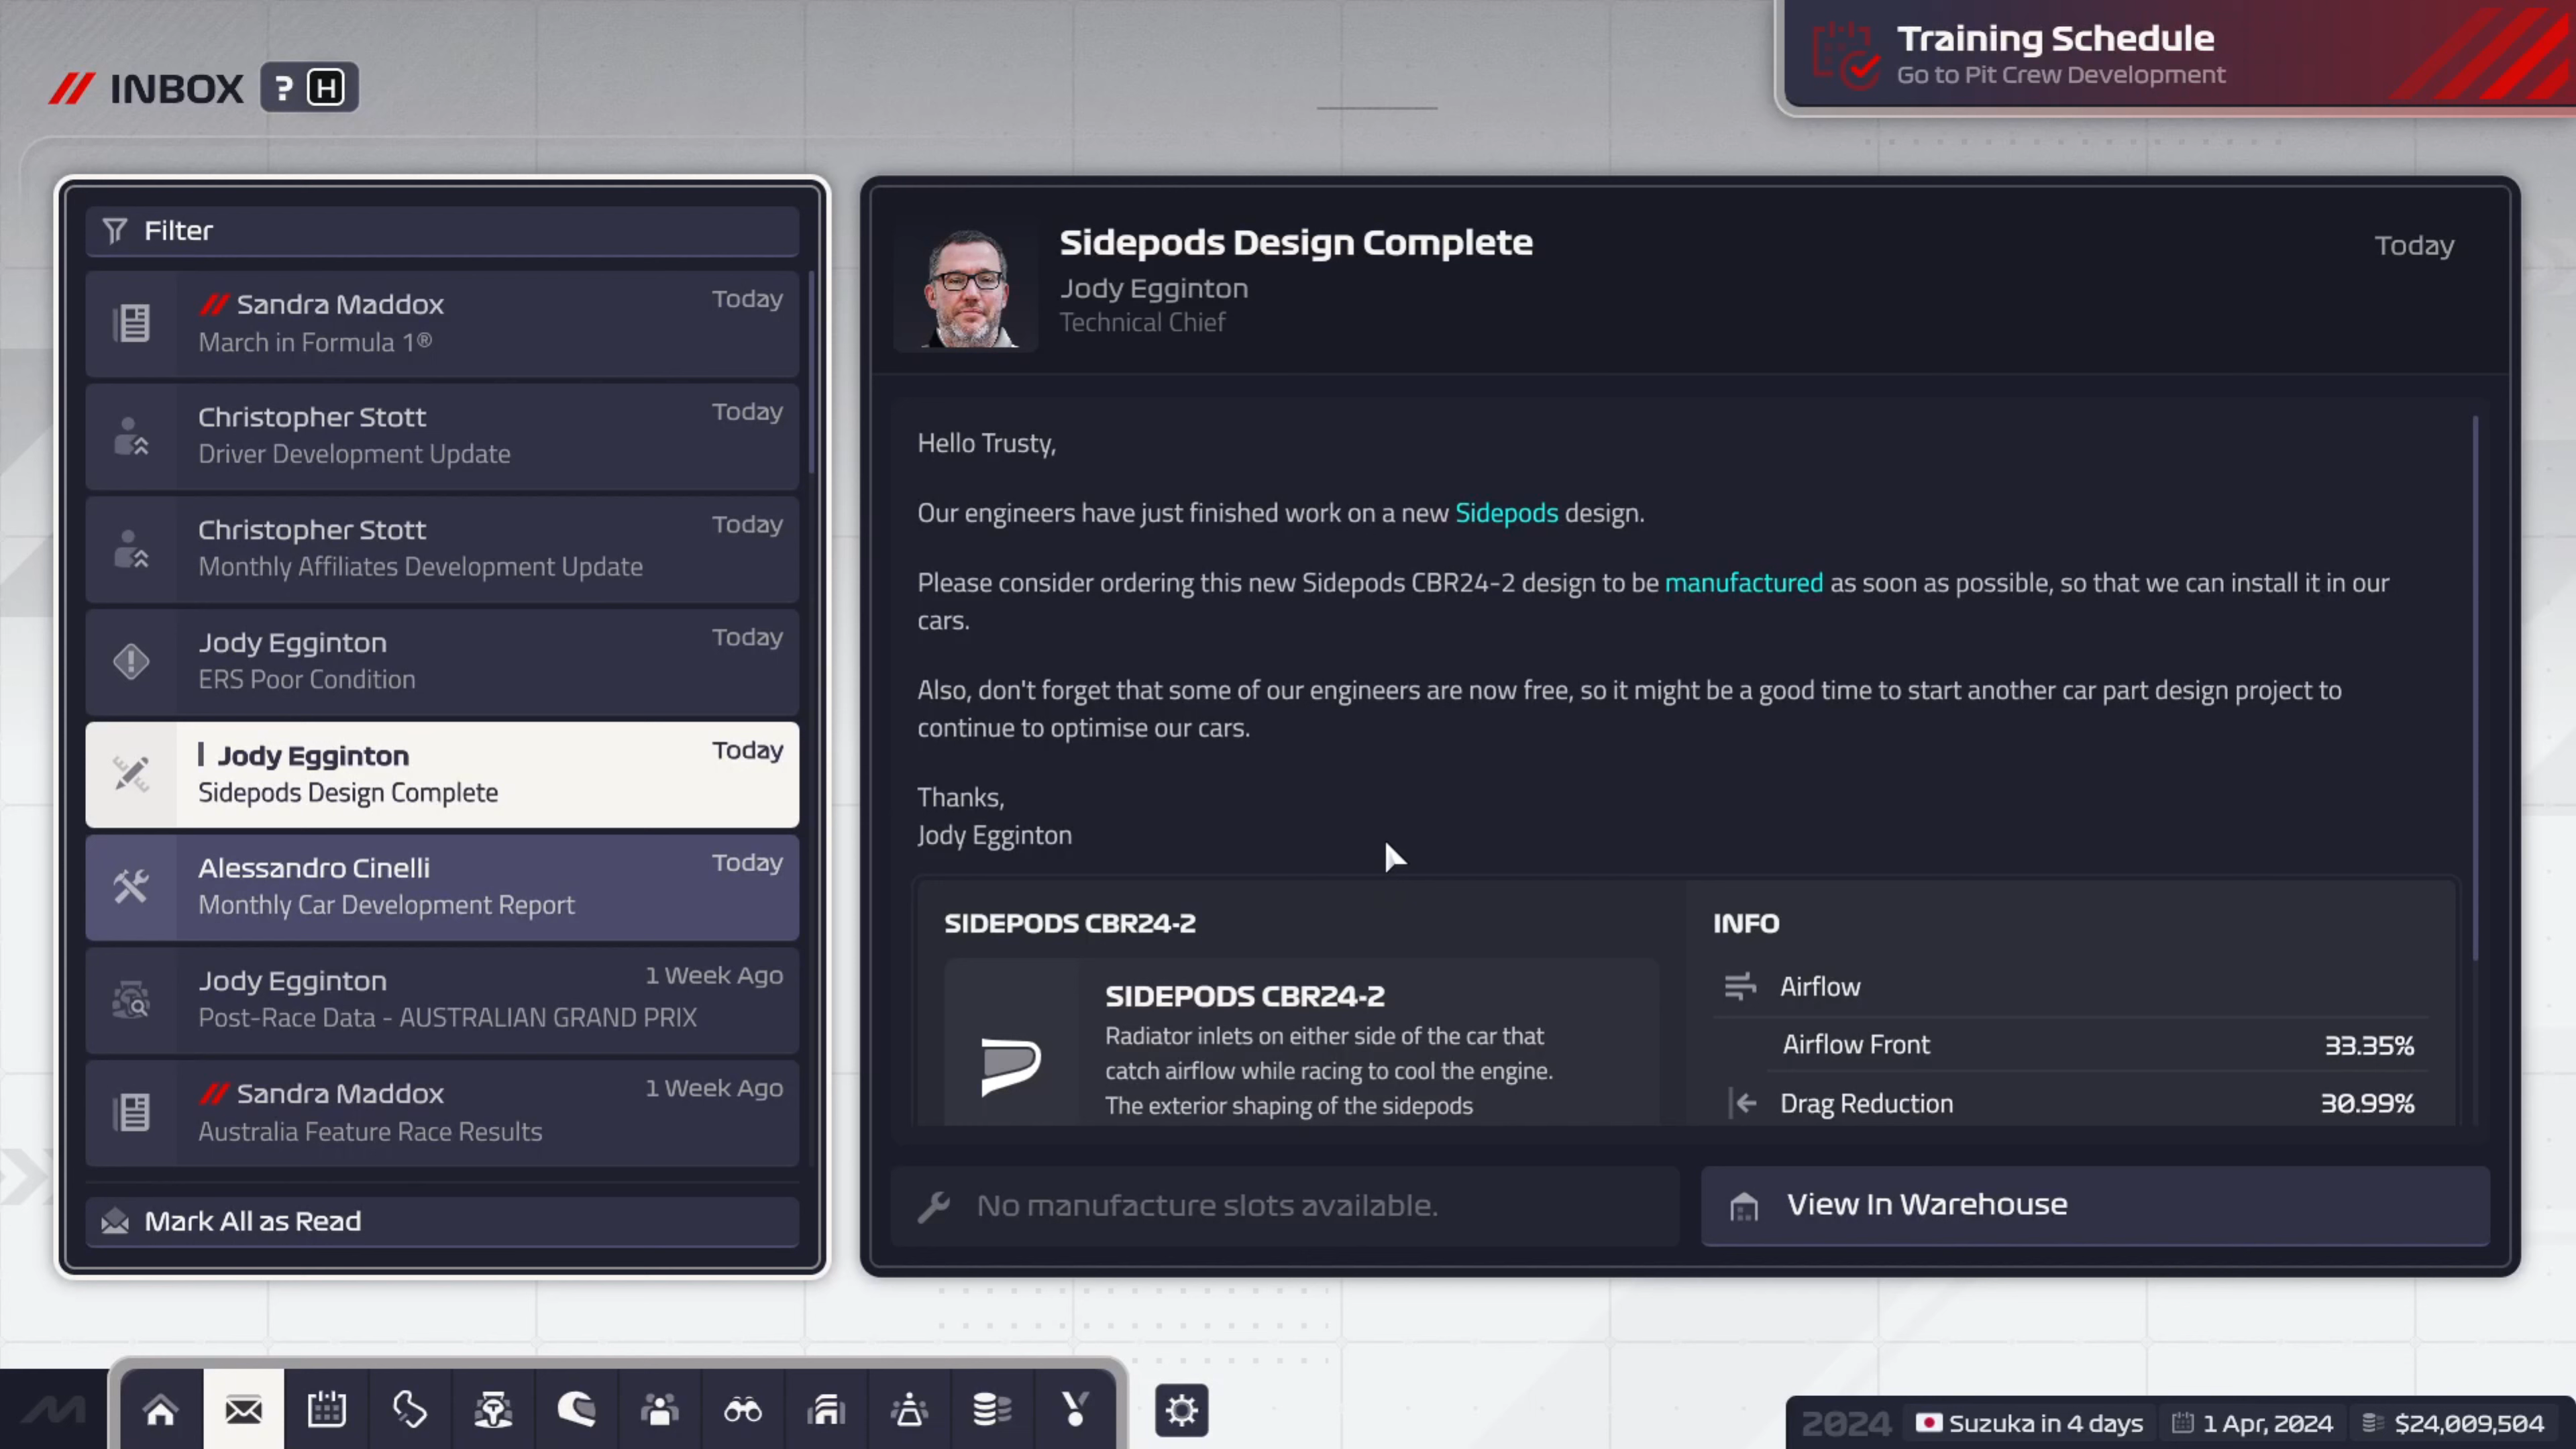 INBOX ? H
Training Schedule
Go to Pit Crew Development
Filter
Sandra Maddox Today
March in Formula 1®
Christopher Stott Today
Driver Development Update
Christopher Stott Today
Monthly Affiliates Development Update
Jody Egginton Today
ERS Poor Condition
Jody Egginton Today
Sidepods Design Complete
Alessandro Cinelli Today
Monthly Car Development Report
Jody Egginton 1 Week Ago
Post-Race Data - AUSTRALIAN GRAND PRIX
Sandra Maddox 1 Week Ago
Australia Feature Race Results
Mark All as Read
Sidepods Design Complete Today
Jody Egginton
Technical Chief
Hello Trusty,
Our engineers have just finished work on a new Sidepods design.
Please consider ordering this new Sidepods CBR24-2 design to be manufactured as soon as possible, so that we can install it in our
cars.
Also, don't forget that some of our engineers are now free, so it might be a good time to start another car part design project to
continue to optimise our cars.
Thanks,
Jody Egginton
SIDEPODS CBR24-2
SIDEPODS CBR24-2
Radiator inlets on either side of the car that
catch airflow while racing to cool the engine.
The exterior shaping of the sidepods
INFO
Airflow
Airflow Front 33.35%
Drag Reduction 30.99%
No manufacture slots available.
View In Warehouse
2024 Suzuka in 4 days 1 Apr, 2024 $24,009,504